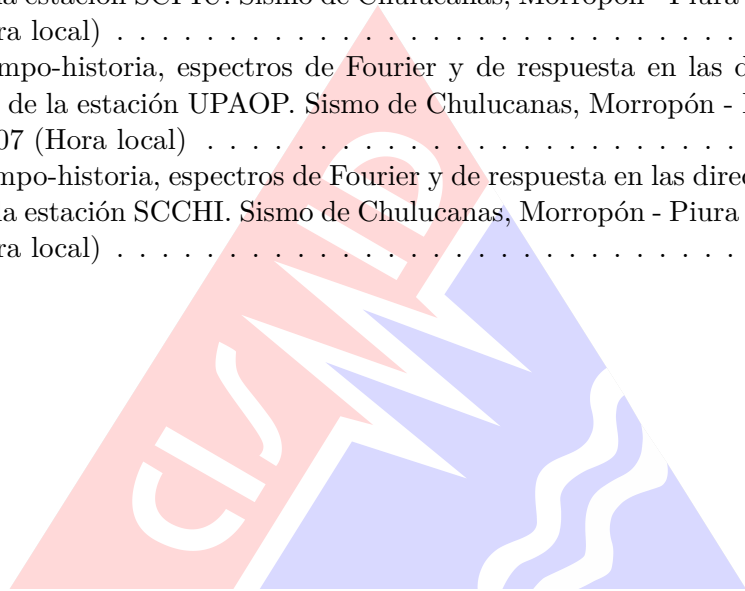 ra local) . . . . . . . . . . . . . . . . . . . . . . . . . . . .
mpo-historia, espectros de Fourier y de respuesta en las d
de la estación UPAOP. Sismo de Chulucanas, Morropón -
07 (Hora local) . . . . . . . . . . . . . . . . . . . . . . . .
mpo-historia, espectros de Fourier y de respuesta en las direc
la estación SCCHI. Sismo de Chulucanas, Morropón - Piura
ra local) . . . . . . . . . . . . . . . . . . . . . . . . . . . .
CISMID